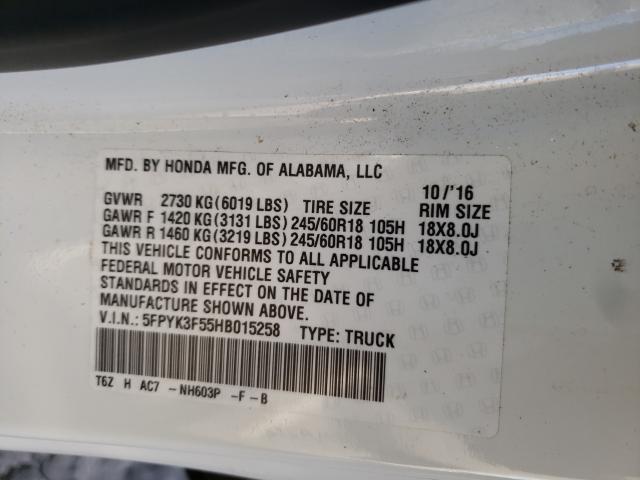 MFD. BY HONDA MFG. OF ALABAMA, LLC
10/'16
GVWR 2730 KG(6019 LBS) TIRE SIZE RIM SIZE
GAWR F 1420 KG(3131 LBS) 245/60R18 105H 18X8.0J
GAWR R 1460 KG(3219 LBS) 245/60R18 105H 18X8.0J
THIS VEHICLE CONFORMS TO ALL APPLICABLE
FEDERAL MOTOR VEHICLE SAFETY
STANDARDS IN EFFECT ON THE DATE OF
MANUFACTURE SHOWN ABOVE.
V.I.N.: 5FPYK3F55HB015258 TYPE: TRUCK
T6Z H AC7 -NH603P -F -B